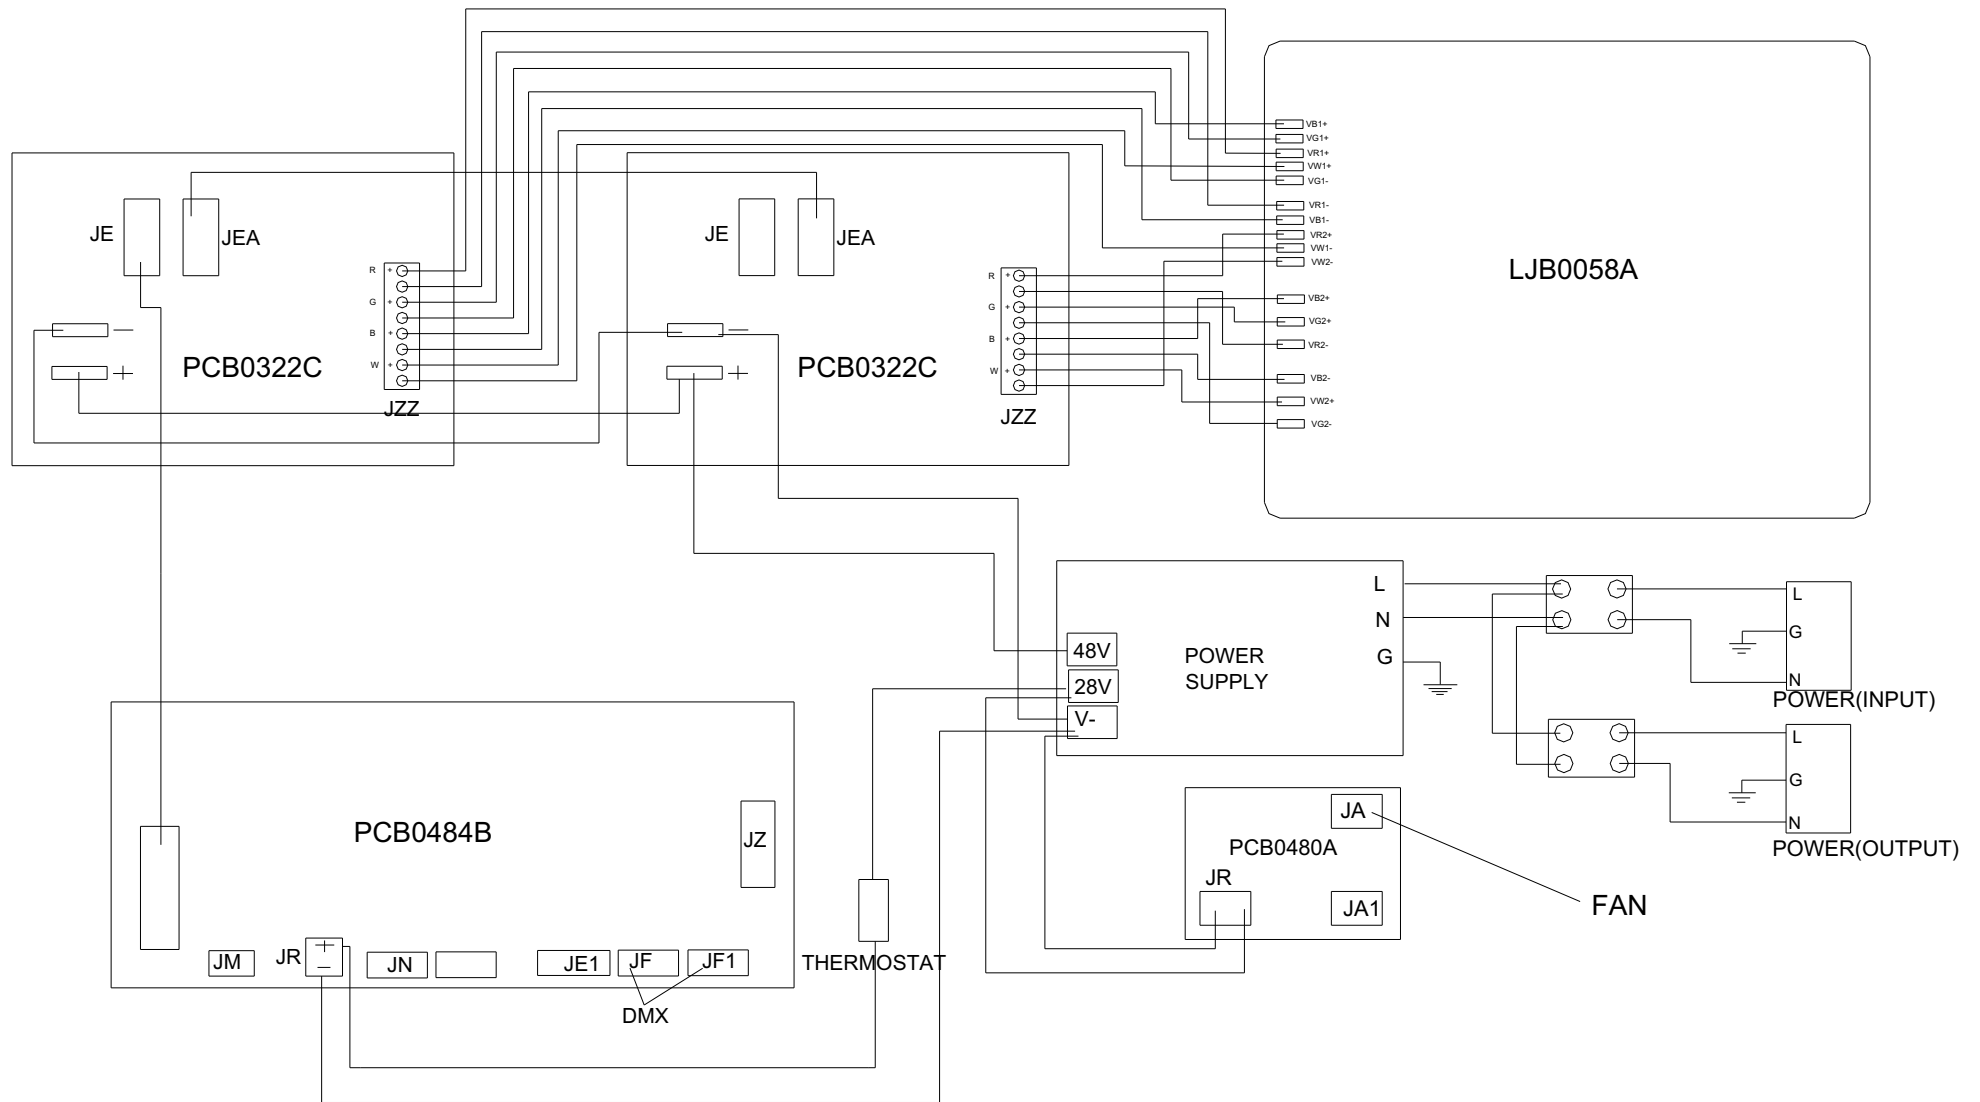 VB1+
VG1+
VR1+
VW1+
VG1-
VR1-
VB1-
VR2+
VW1-
VW2-
VB2+
VG2+
VR2-
VB2-
VW2+
VG2-
LJB0058A
JE
JEA
R +
G +
B +
W +
JZZ
−
+
PCB0322C
JE
JEA
R +
G +
B +
W +
JZZ
−
+
PCB0322C
L
N
G
48V
28V
V-
POWER
SUPPLY
L
G
N
POWER(INPUT)
L
G
N
POWER(OUTPUT)
PCB0484B
JZ
JM
JR
+
−
JN
JE1
JF
JF1
DMX
THERMOSTAT
JA
PCB0480A
JR
JA1
FAN